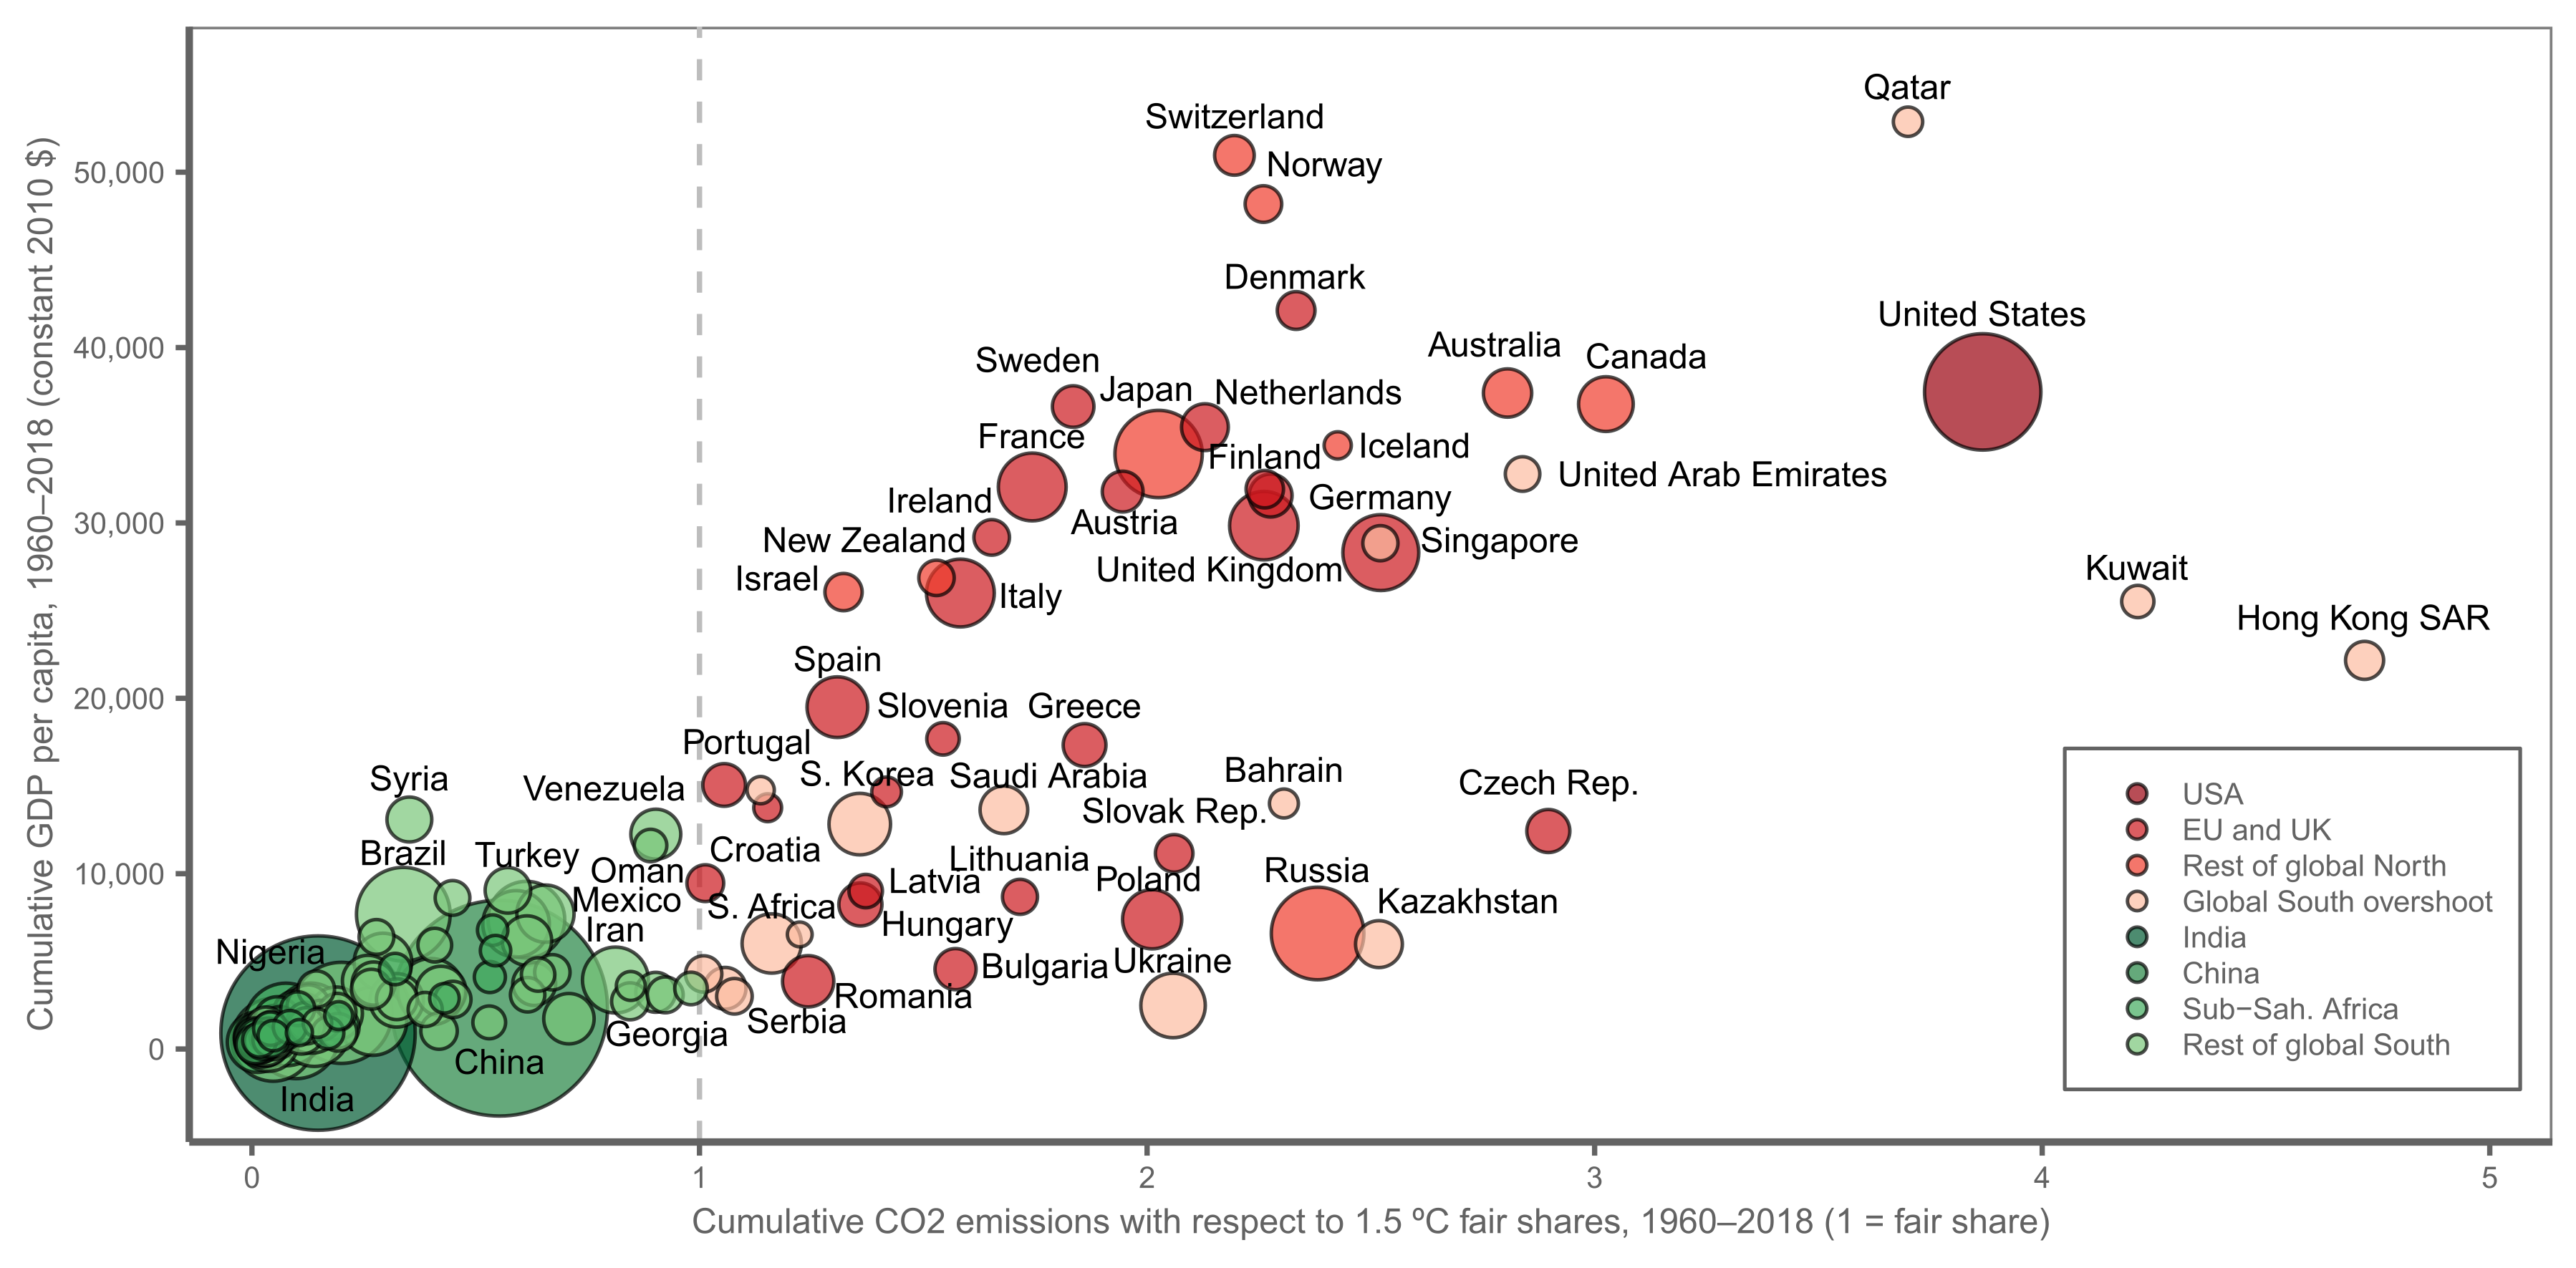 Qatar
Switzerland
Norway
50,000
Denmark
United States
Australia
Canada
40,000
Sweden
Japan
Netherlands
France
Finland
Iceland
United Arab Emirates
Ireland
Germany
30,000
Austria
New Zealand
Singapore
United Kingdom
Kuwait
Israel
Italy
Hong Kong SAR
Spain
20,000
Slovenia
Greece
Portugal
S. Korea
Saudi Arabia
Bahrain
Czech Rep.
Syria
Venezuela
Slovak Rep.
Brazil
Turkey
Croatia
Lithuania
10,000
Oman
Latvia
Poland
Russia
Mexico
S. Africa
Kazakhstan
Iran
Hungary
Nigeria
Bulgaria
Ukraine
Romania
Serbia
Georgia
0
China
India
Cumulative GDP per capita, 1960–2018 (constant 2010 $)
USA
EU and UK
Rest of global North
Global South overshoot
India
China
Sub−Sah. Africa
Rest of global South
0 1 2 3 4 5
Cumulative CO2 emissions with respect to 1.5 ºC fair shares, 1960–2018 (1 = fair share)